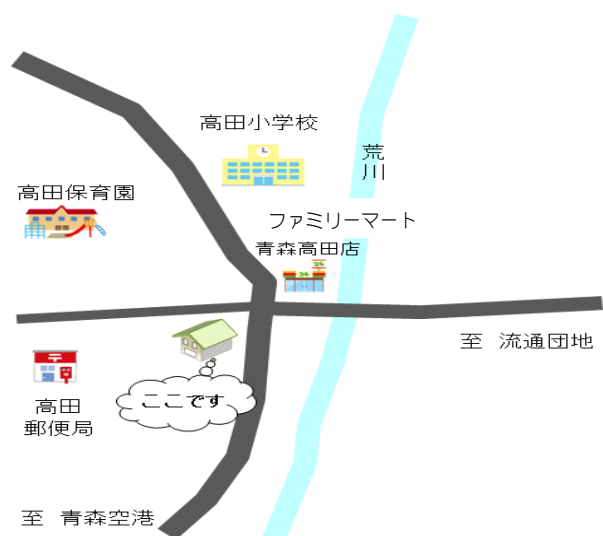 高田小学校
荒川
高田保育園
ファミリーマート
青森高田店
24
24
至 流通団地
〒
ここです
高田
郵便局
至 青森空港